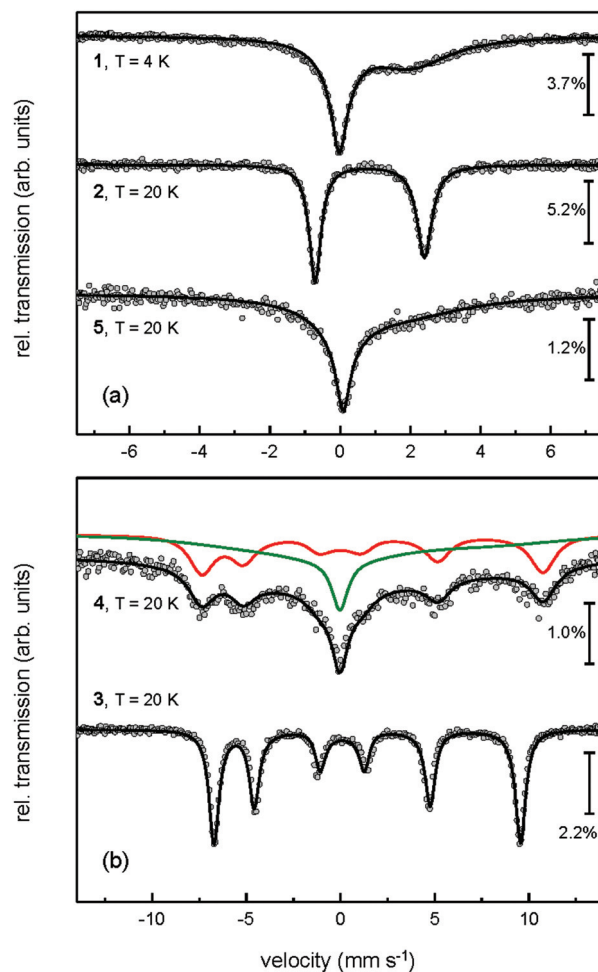 1, T = 4 K
3.7%
2, T = 20 K
5.2%
5, T = 20 K
1.2%
(a)
rel. transmission (arb. units)
-6 -4 -2 0 2 4 6
4, T = 20 K
1.0%
3, T = 20 K
2.2%
(b)
rel. transmission (arb. units)
-10 -5 0 5 10
velocity (mm s⁻¹)